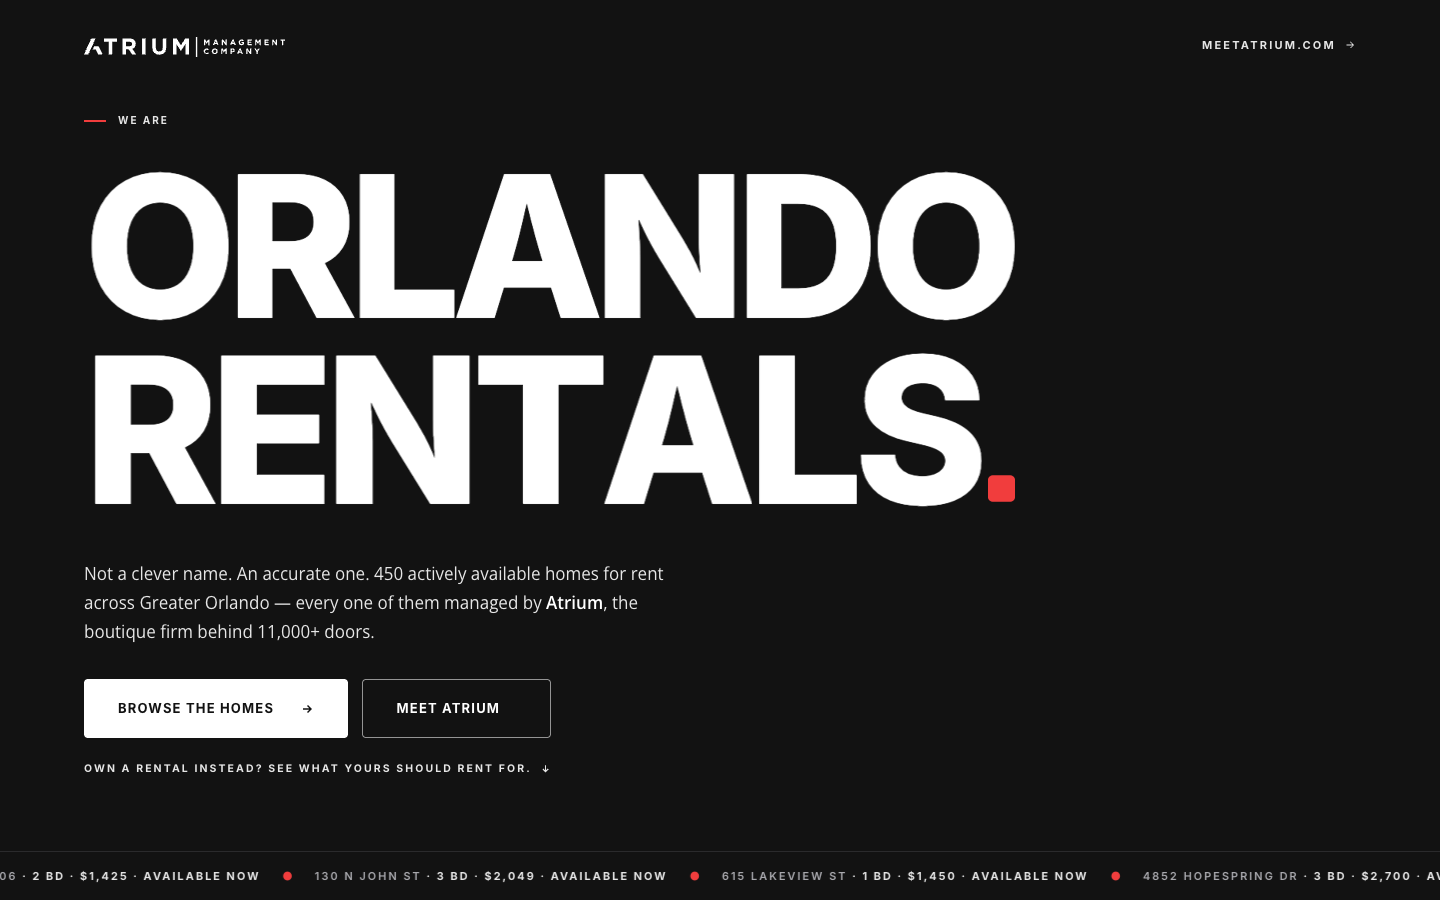 ATRIUM MANAGEMENT COMPANY
MEETATRIUM.COM →
WE ARE
ORLANDO
RENTALS.
Not a clever name. An accurate one. 450 actively available homes for rent
across Greater Orlando — every one of them managed by Atrium, the
boutique firm behind 11,000+ doors.
BROWSE THE HOMES →
MEET ATRIUM
OWN A RENTAL INSTEAD? SEE WHAT YOURS SHOULD RENT FOR. ↓
06 · 2 BD · $1,425 · AVAILABLE NOW ● 130 N JOHN ST · 3 BD · $2,049 · AVAILABLE NOW ● 615 LAKEVIEW ST · 1 BD · $1,450 · AVAILABLE NOW ● 4852 HOPESPRING DR · 3 BD · $2,700 ·